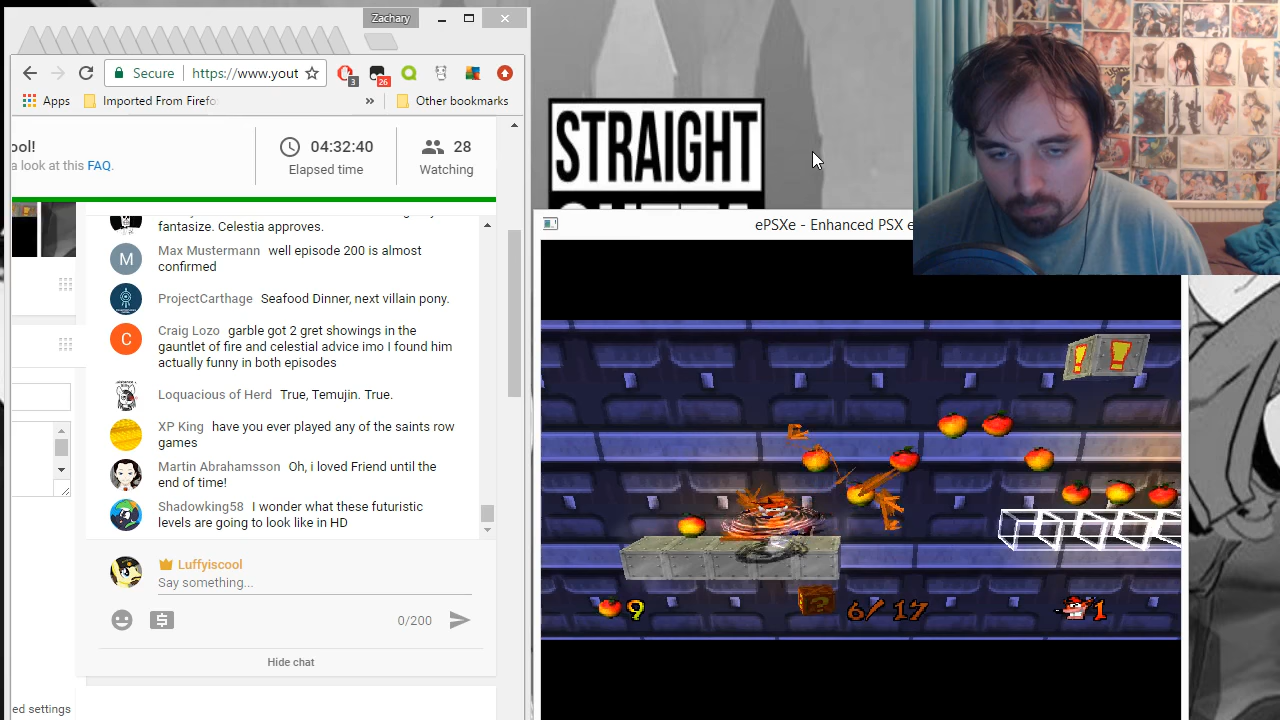 Zachary
Secure
https://www.yout
3
26
Apps
Imported From Firefo
»
Other bookmarks
ool!
04:32:40
28
a look at this FAQ.
Elapsed time
Watching
fantasize. Celestia approves.
M
Max Mustermann well episode 200 is almost
confirmed
ProjectCarthage Seafood Dinner, next villain pony.
C
Craig Lozo garble got 2 gret showings in the
gauntlet of fire and celestial advice imo I found him
actually funny in both episodes
Loquacious of Herd True, Temujin. True.
XP King have you ever played any of the saints row
games
Martin Abrahamsson Oh, i loved Friend until the
end of time!
Shadowking58 I wonder what these futuristic
levels are going to look like in HD
Luffyiscool
Say something...
0/200
Hide chat
ed settings
STRAIGHT
ePSXe - Enhanced PSX e
! !
9
?
6/ 17
1